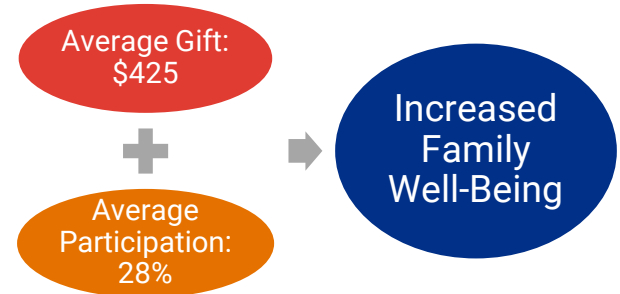 Average Gift:
$425
Average
Participation:
28%
Increased
Family
Well-Being